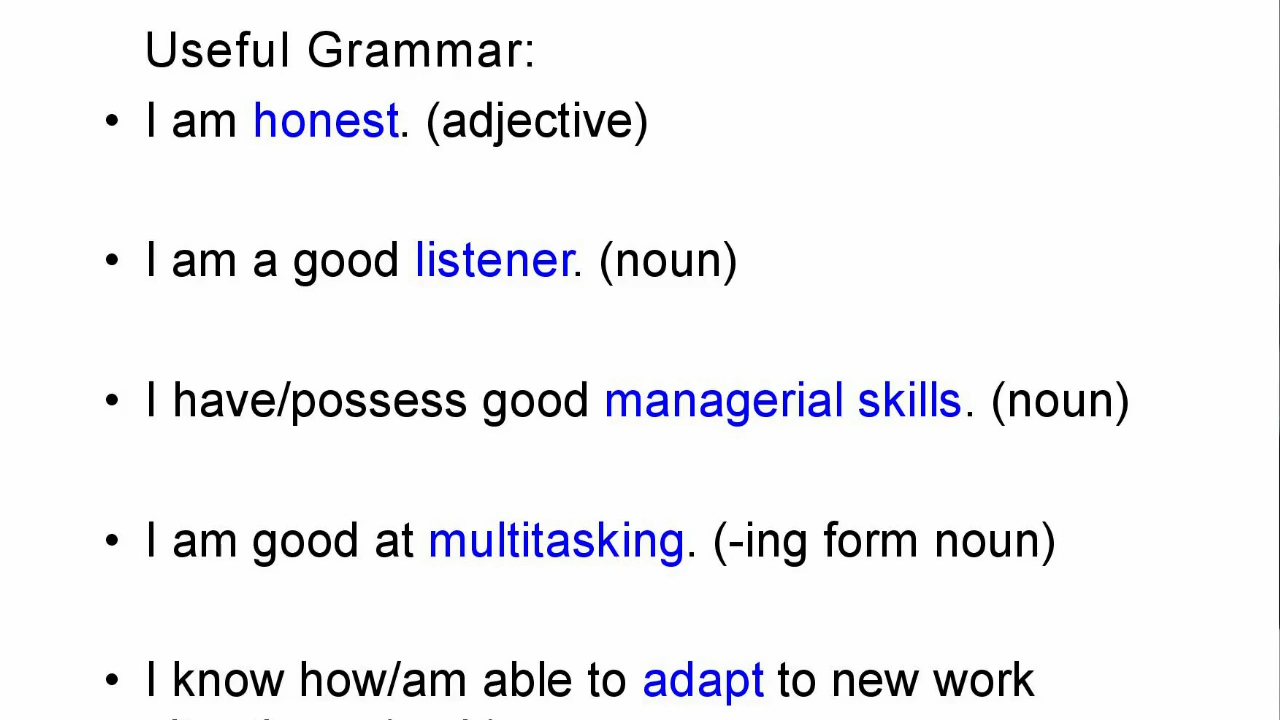 Useful Grammar:
• I am honest. (adjective)
• I am a good listener. (noun)
• I have/possess good managerial skills. (noun)
• I am good at multitasking. (-ing form noun)
• I know how/am able to adapt to new work